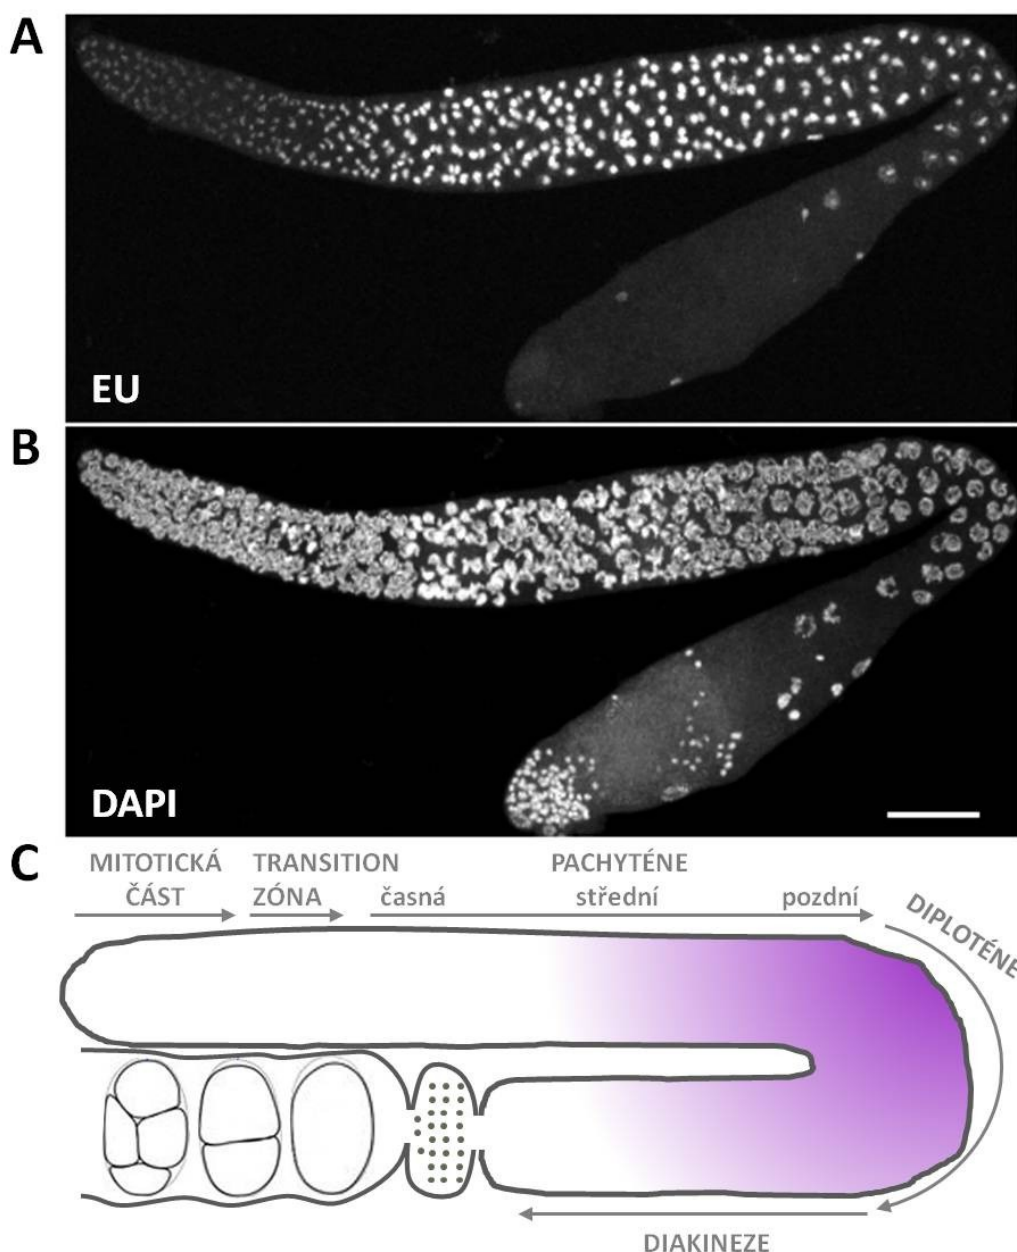 A
EU
B
DAPI
C
MITOTICKÁ
ČÁST
TRANSITION
ZÓNA
PACHYTÉNE
časná
střední
pozdní
DIPLOTÉNE
DIAKINEZE